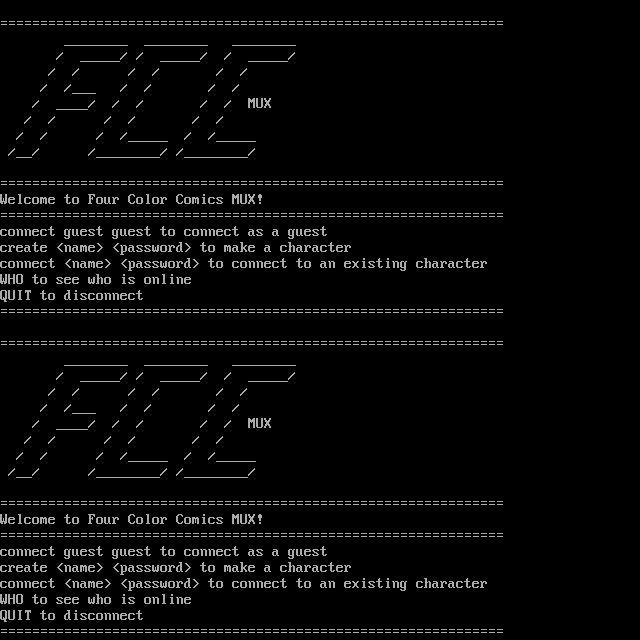 FCC
MUX
Welcome to Four Color Comics MUX!
connect guest guest to connect as a guest
create <name> <password> to make a character
connect <name> <password> to connect to an existing character
WHO to see who is online
QUIT to disconnect
FCC
MUX
Welcome to Four Color Comics MUX!
connect guest guest to connect as a guest
create <name> <password> to make a character
connect <name> <password> to connect to an existing character
WHO to see who is online
QUIT to disconnect